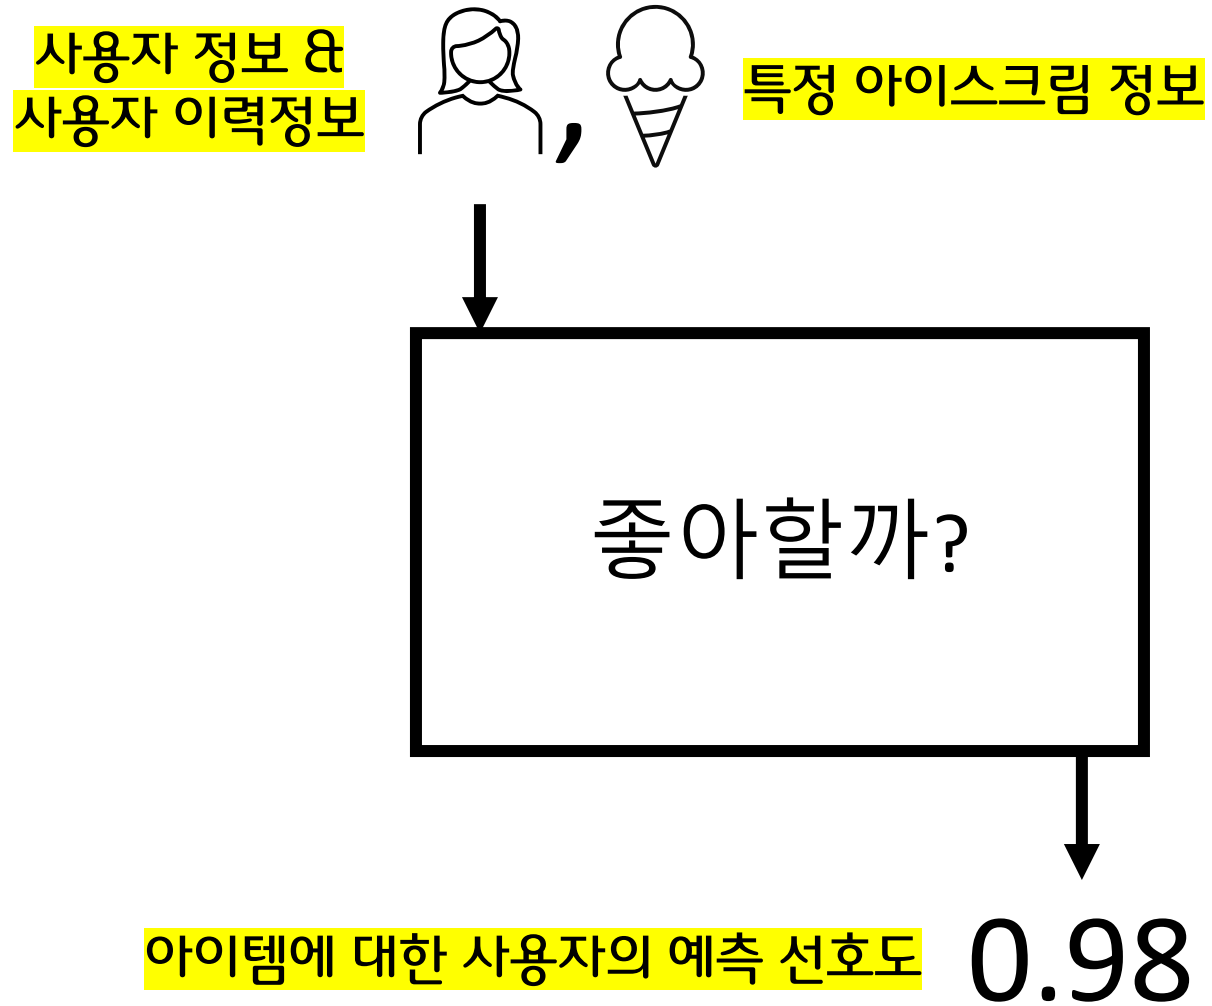 사용자 정보 &
사용자 이력정보
,
특정 아이스크림 정보
좋아할까?
아이템에 대한 사용자의 예측 선호도
0.98